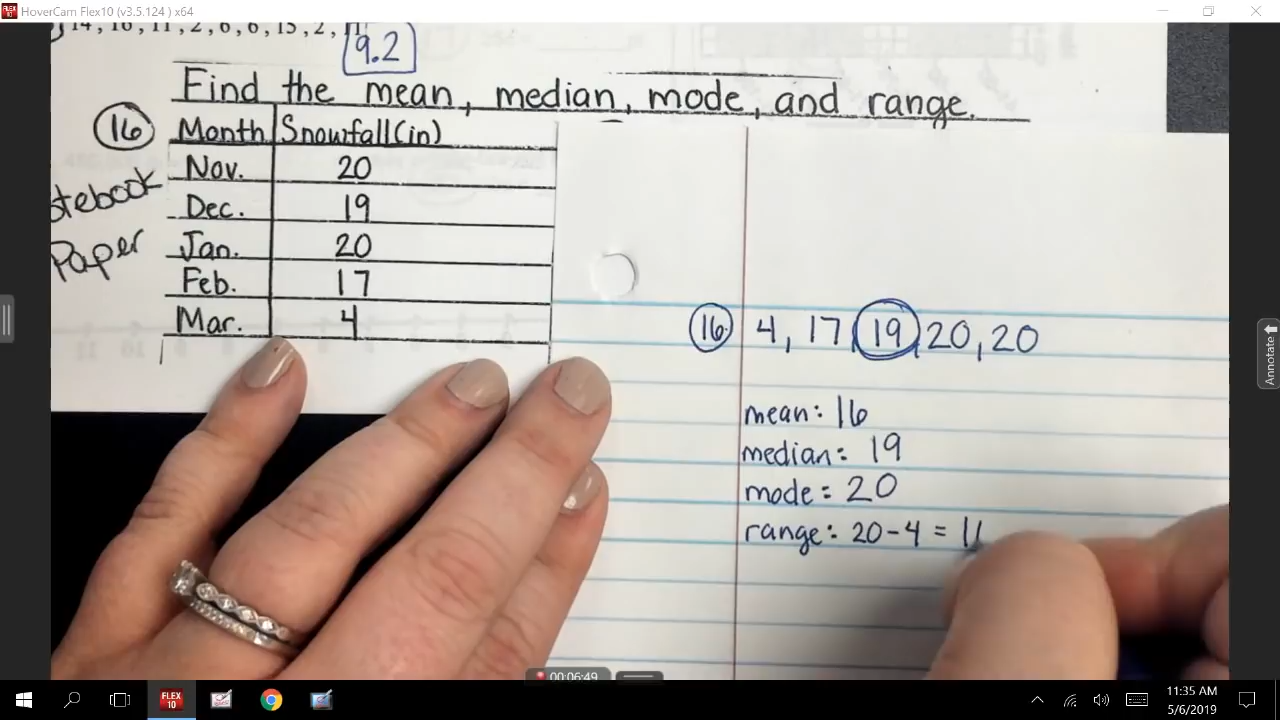 HoverCam Flex10 (v3.5.124 ) x64
14, 16, 11, 2, 6, 6, 15, 2, 11
9.2
Find the mean, median, mode, and range.
16 Month Snowfall(in)
Nov. 20
Dec. 19
Jan. 20
Feb. 17
Mar. 4
Paper
16 4, 17, 19, 20, 20
mean: 16
median: 19
mode: 20
range: 20-4 =
Annotate
00:06:49
FLEX
10
11:35 AM
5/6/2019